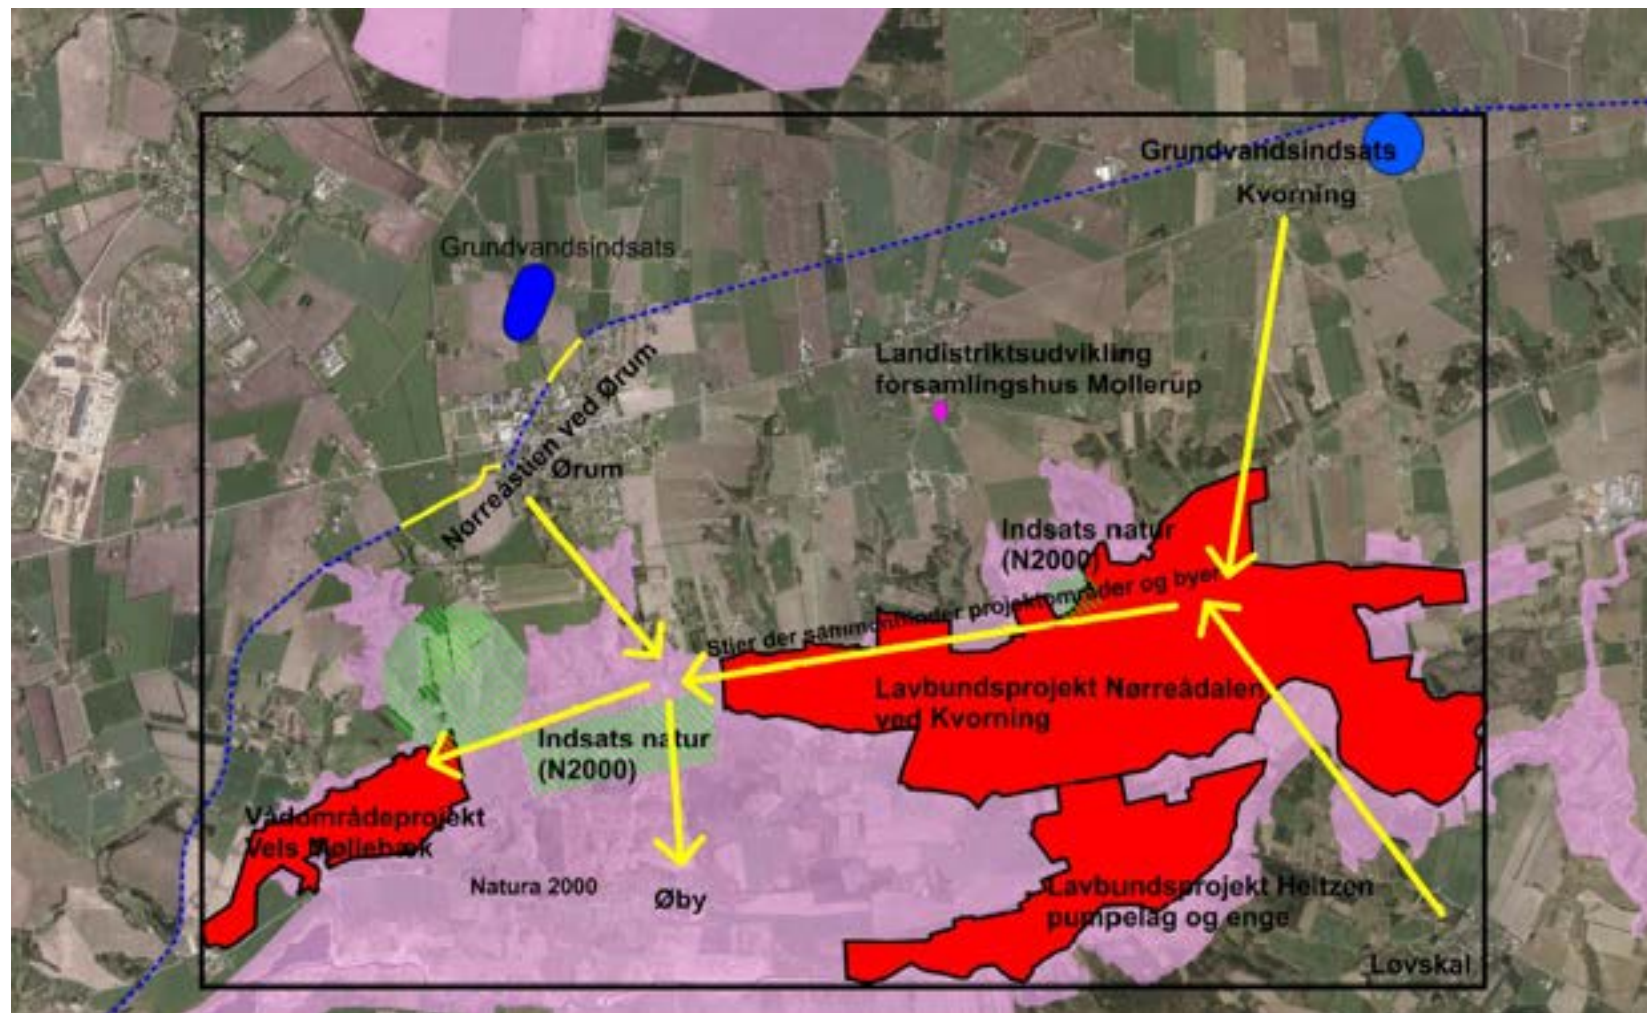 Grundvandsindsats
Kvorning
Grundvandsindsats
Nørreåstien ved Ørum
Landistriktsudvikling
forsamlingshus Mollerup
Ørum
Indsats natur
(N2000)
Stier der sammenbinder projektområder og byer
Lavbundsprojekt Nørreådalen
ved Kvorning
Indsats natur
(N2000)
Vådområdeprojekt
Vels Møllebæk
Natura 2000
Øby
Lavbundsprojekt Heitzen
pumpelag og enge
Løvskal